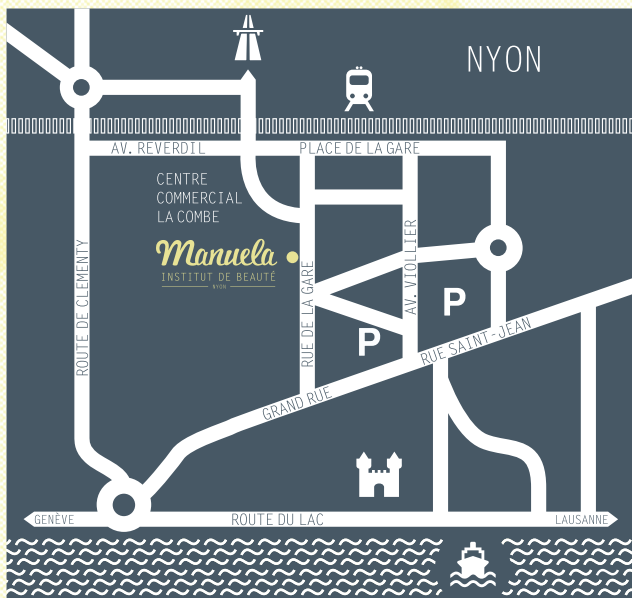 NYON
AV. REVERDIL
PLACE DE LA GARE
CENTRE
COMMERCIAL
LA COMBE
Manuela
INSTITUT DE BEAUTÉ
NYON
ROUTE DE CLEMENTY
RUE DE LA GARE
AV. VIOLLIER
P
P
RUE SAINT-JEAN
GRAND RUE
GENÈVE
ROUTE DU LAC
LAUSANNE